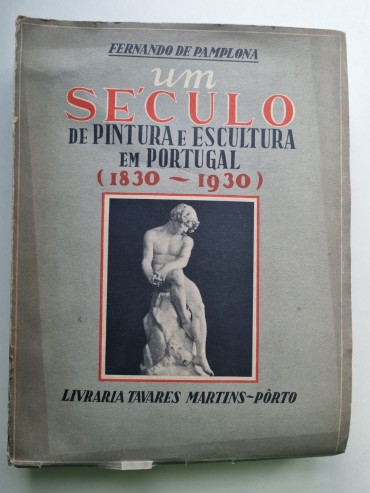 FERNANDO DE PAMPLONA
um
SÉCULO
DE PINTURA E ESCULTURA
EM PORTUGAL
(1830 ~ 1930)
LIVRARIA TAVARES MARTINS ~ PÔRTO